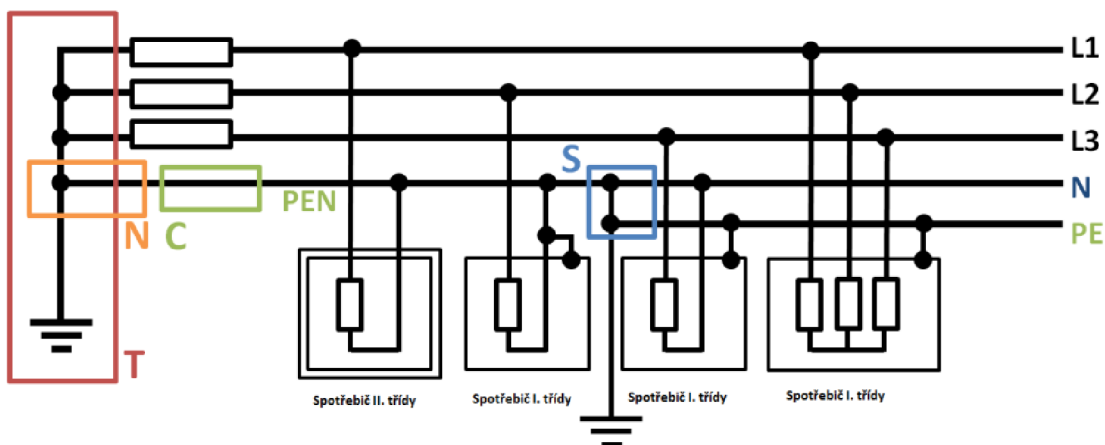 L1
L2
L3
S
N
N
C
PEN
PE
T
Spotřebič II. třídy
Spotřebič I. třídy
Spotřebič I. třídy
Spotřebič I. třídy